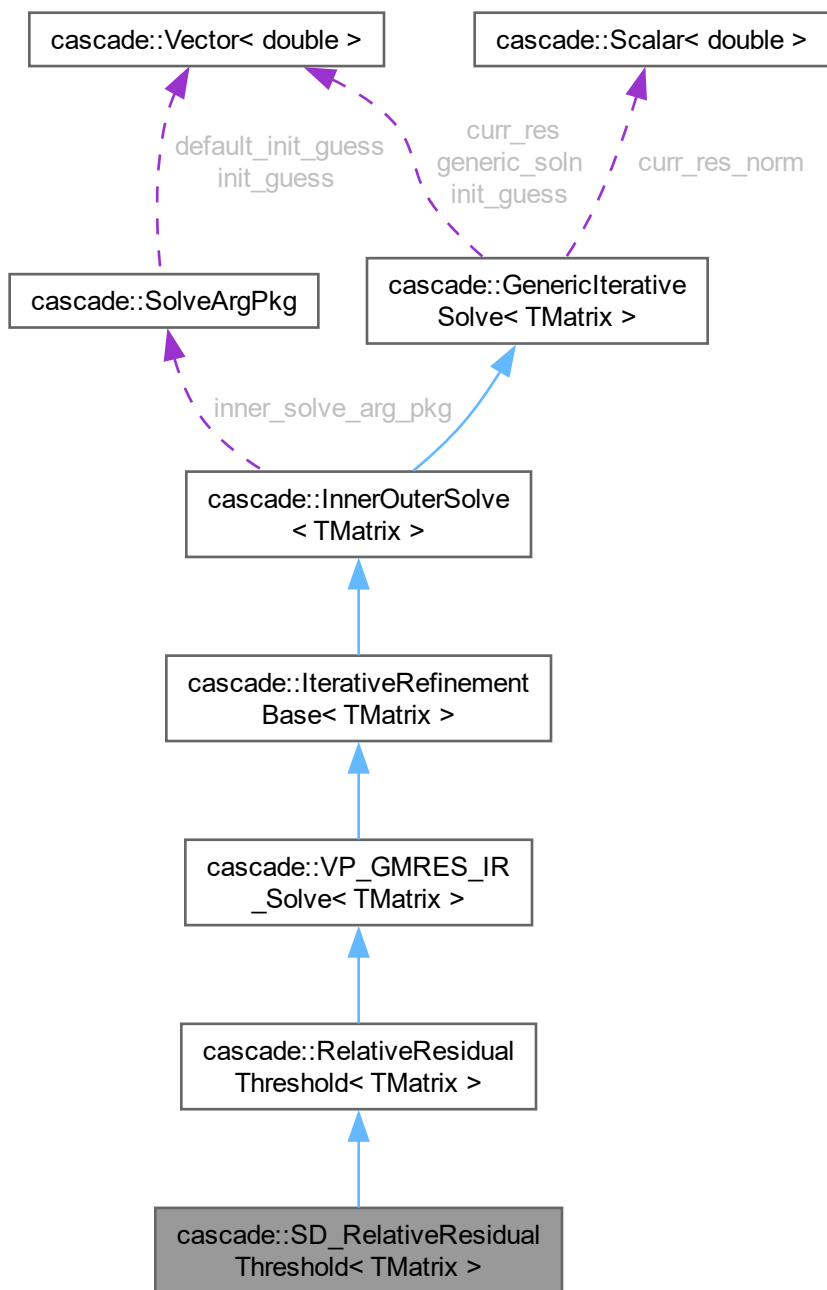 cascade::Vector< double >
cascade::Scalar< double >
default_init_guess
init_guess
curr_res
generic_soln
init_guess
curr_res_norm
cascade::SolveArgPkg
cascade::GenericIterative
Solve< TMatrix >
inner_solve_arg_pkg
cascade::InnerOuterSolve
< TMatrix >
cascade::IterativeRefinement
Base< TMatrix >
cascade::VP_GMRES_IR
_Solve< TMatrix >
cascade::RelativeResidual
Threshold< TMatrix >
cascade::SD_RelativeResidual
Threshold< TMatrix >